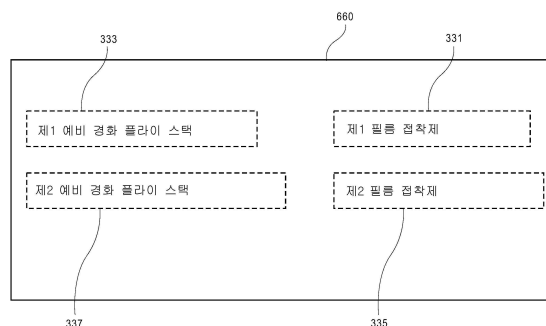 660
333
331
제1 예비 경화 플라이 스택
제1 필름 접착제
제2 예비 경화 플라이 스택
제2 필름 접착제
337
335